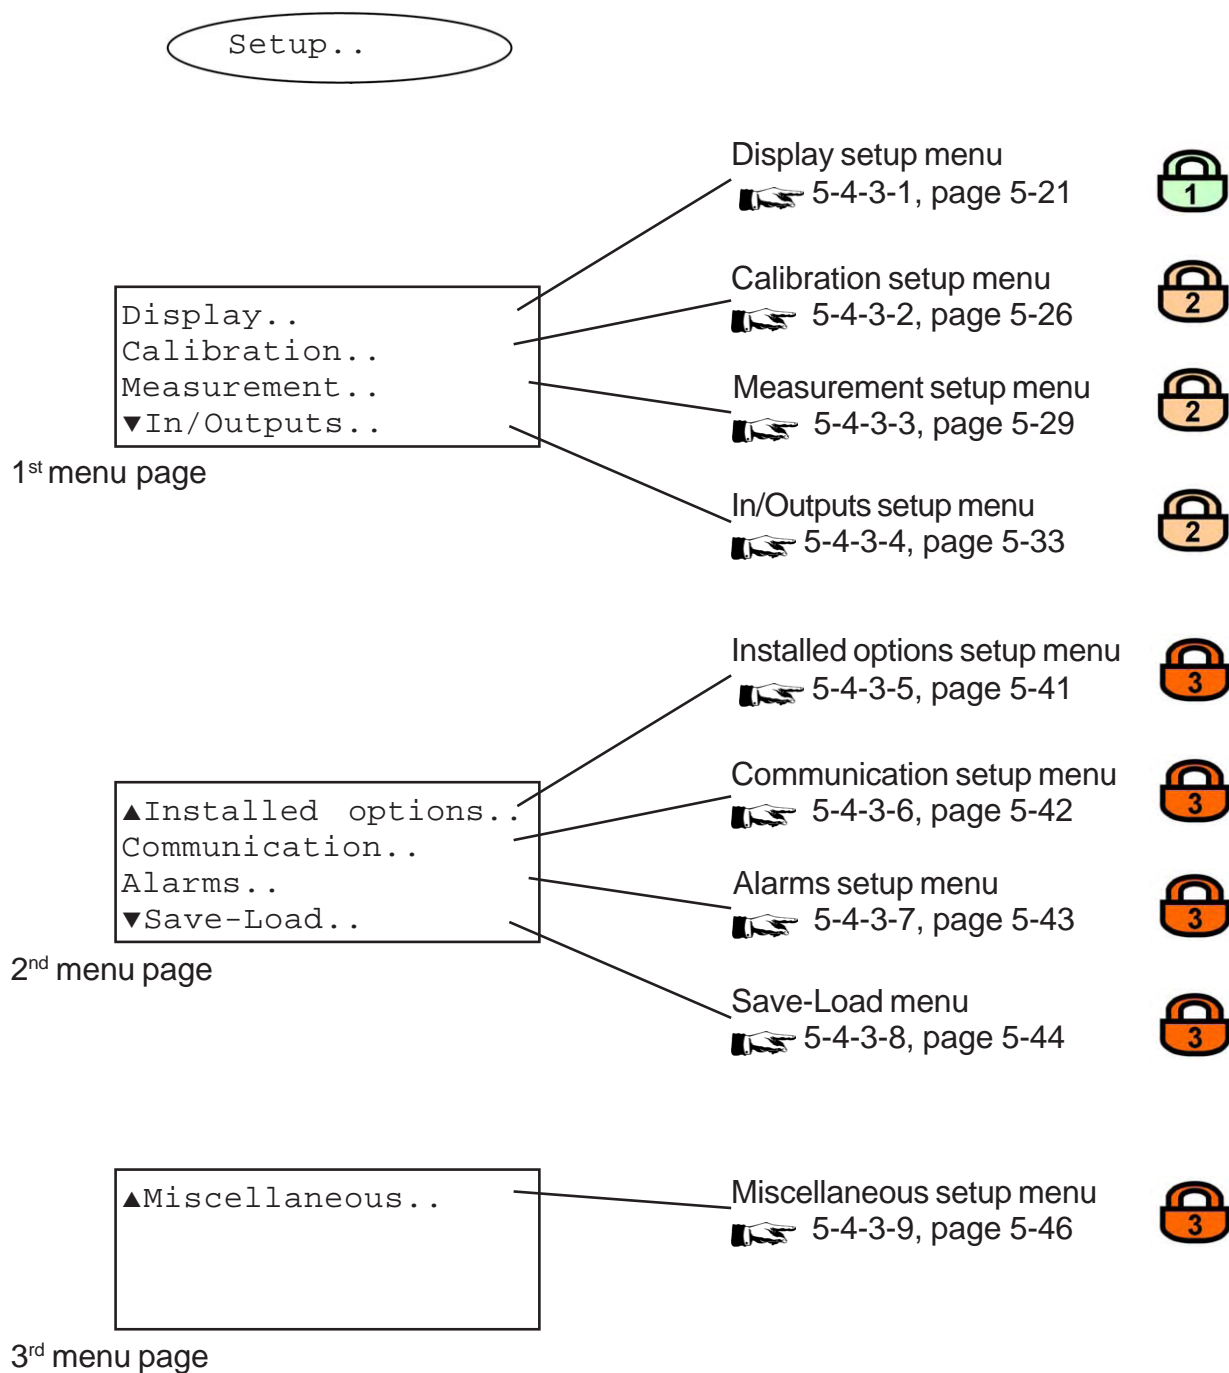 Setup..
Display setup menu
5-4-3-1, page 5-21
1
Calibration setup menu
5-4-3-2, page 5-26
2
Display..
Calibration..
Measurement..
▼In/Outputs..
1st menu page
Measurement setup menu
5-4-3-3, page 5-29
2
In/Outputs setup menu
5-4-3-4, page 5-33
2
Installed options setup menu
5-4-3-5, page 5-41
3
Communication setup menu
5-4-3-6, page 5-42
3
▲Installed options..
Communication..
Alarms..
▼Save-Load..
2nd menu page
Alarms setup menu
5-4-3-7, page 5-43
3
Save-Load menu
5-4-3-8, page 5-44
3
▲Miscellaneous..
Miscellaneous setup menu
5-4-3-9, page 5-46
3
3rd menu page